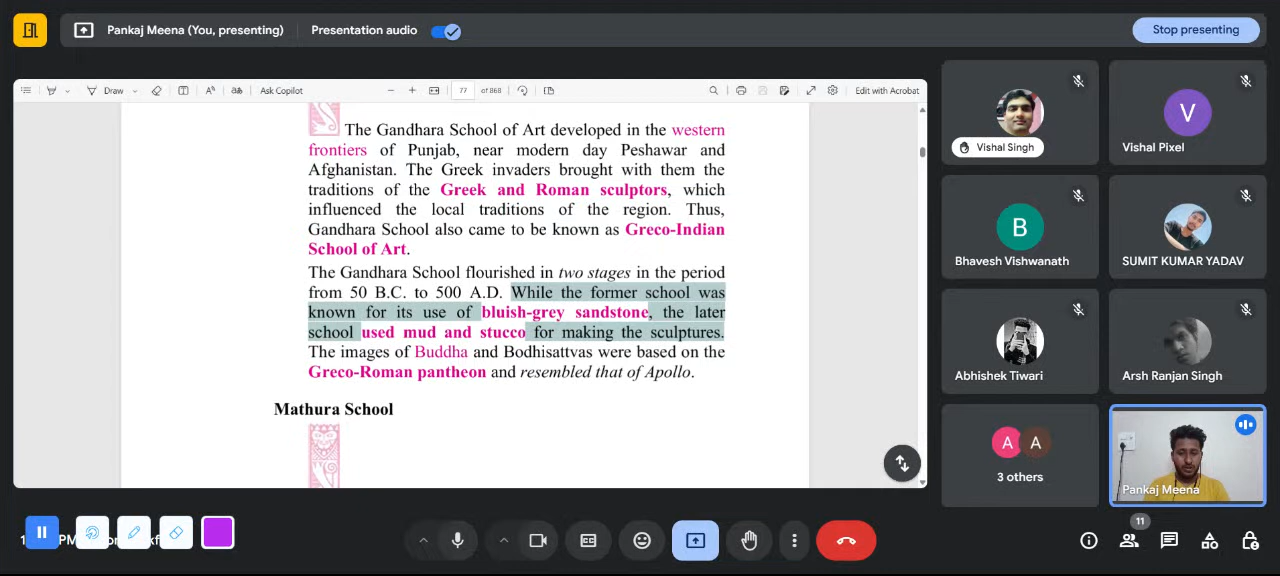 Pankaj Meena (You, presenting)
Presentation audio
Stop presenting
Draw
Ask Copilot
77
of 868
Edit with Acrobat
The Gandhara School of Art developed in the western
frontiers of Punjab, near modern day Peshawar and
Afghanistan. The Greek invaders brought with them the
traditions of the Greek and Roman sculptors, which
influenced the local traditions of the region. Thus,
Gandhara School also came to be known as Greco-Indian
School of Art.
The Gandhara School flourished in two stages in the period
from 50 B.C. to 500 A.D. While the former school was
known for its use of bluish-grey sandstone, the later
school used mud and stucco for making the sculptures.
The images of Buddha and Bodhisattvas were based on the
Greco-Roman pantheon and resembled that of Apollo.
Mathura School
Vishal Singh
V
Vishal Pixel
B
Bhavesh Vishwanath
SUMIT KUMAR YADAV
Abhishek Tiwari
Arsh Ranjan Singh
A
A
3 others
Pankaj Meena
11